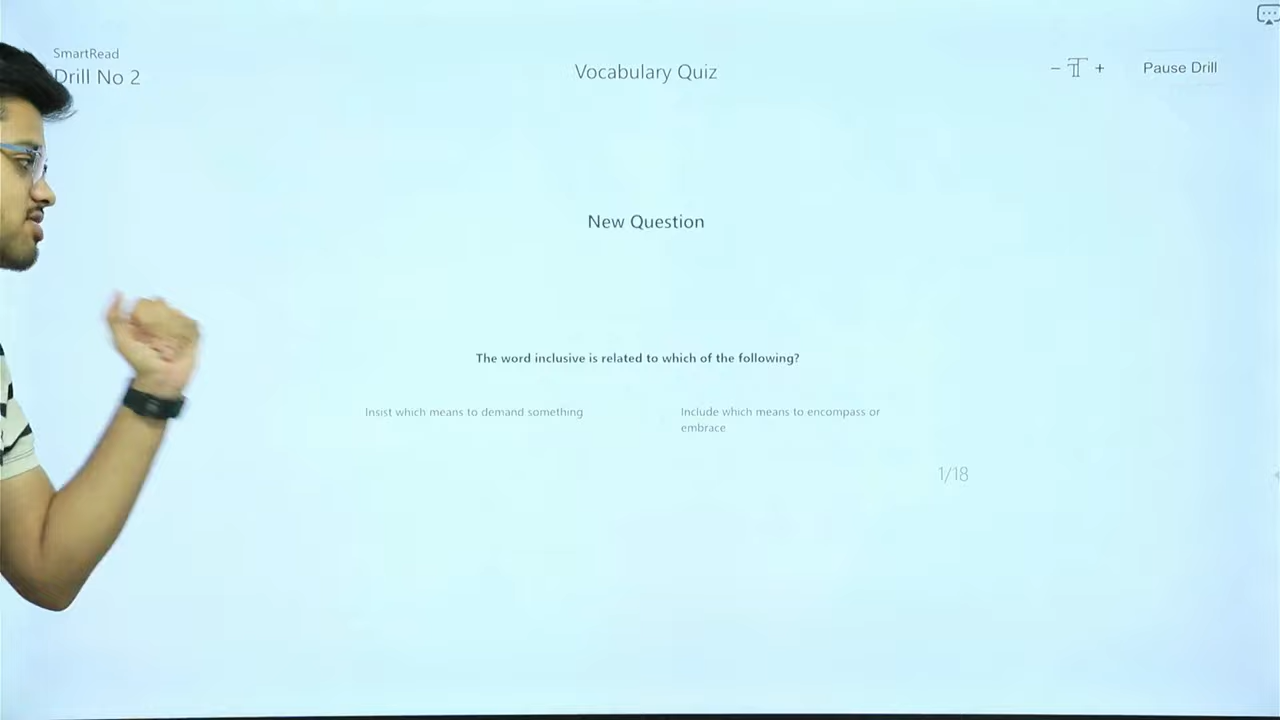 SmartRead
Drill No 2
Vocabulary Quiz
− T +
Pause Drill
New Question
The word inclusive is related to which of the following?
Insist which means to demand something
Include which means to encompass or
embrace
1/18